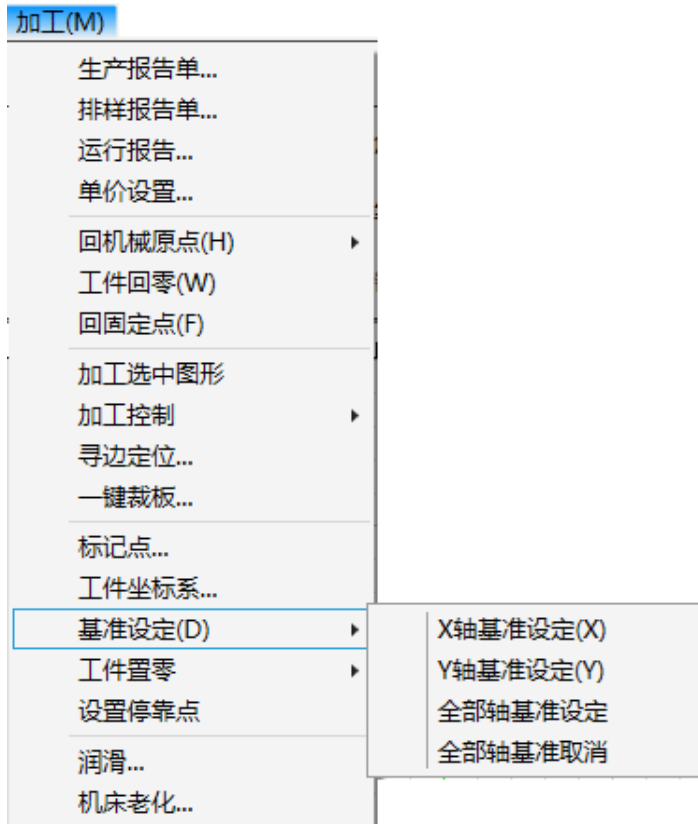 加工(M)
生产报告单...
排样报告单...
运行报告...
单价设置...
回机械原点(H)
工件回零(W)
回固定点(F)
加工选中图形
加工控制
寻边定位...
一键裁板...
标记点...
工件坐标系...
基准设定(D)
X轴基准设定(X)
工件置零
Y轴基准设定(Y)
设置停靠点
全部轴基准设定
全部轴基准取消
润滑...
机床老化...